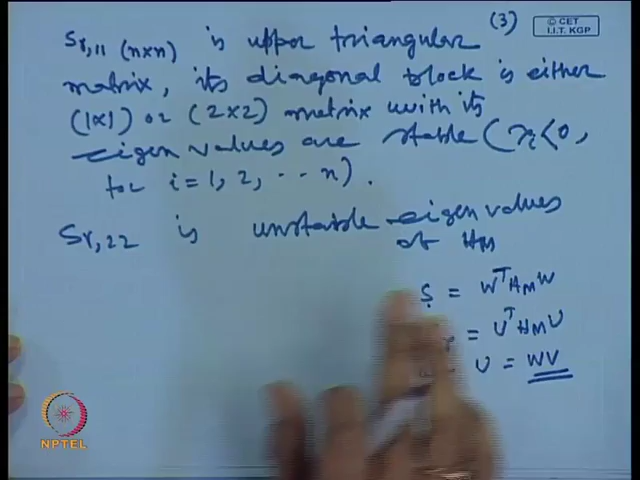 (3)
© CET
I.I.T. KGP
Sr,11 (n×n) is upper triangular
matrix, its diagonal block is either
(1×1) or (2×2) matrix with its
eigen values are stable (λi<0,
for i=1, 2, ... n).
Sr,22 is unstable eigen values
of HM
S = WᵀHMW
= UᵀHMU
U = WV
NPTEL